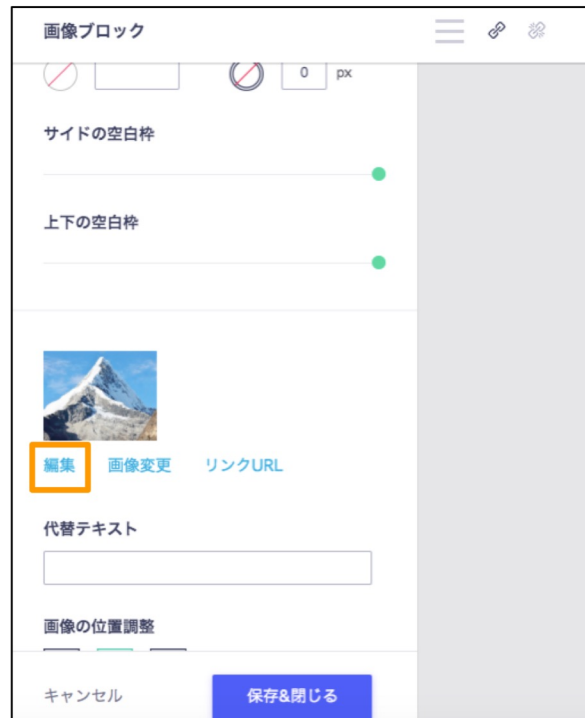 画像ブロック
0 px
サイドの空白枠
上下の空白枠
編集 画像変更 リンクURL
代替テキスト
画像の位置調整
キャンセル 保存&閉じる